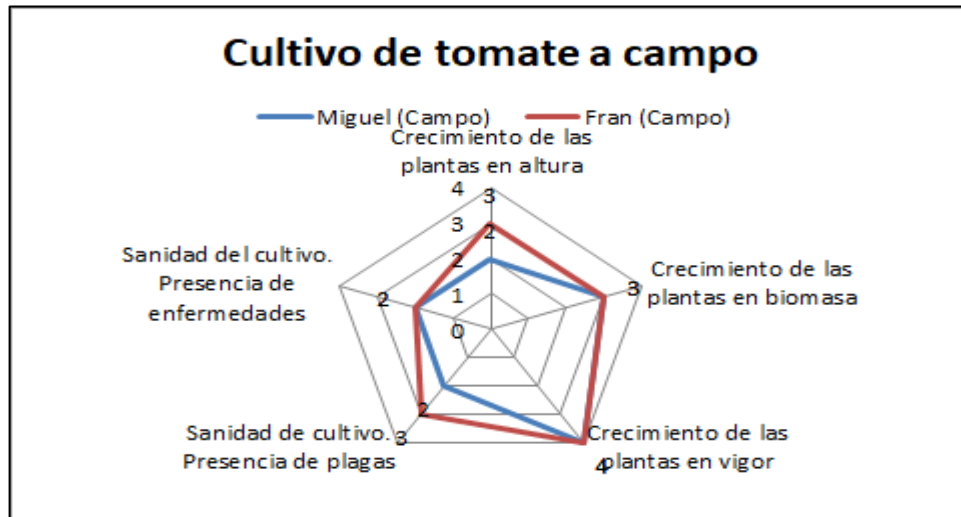 Cultivo de tomate a campo
Miguel (Campo) Fran (Campo)
Crecimiento de las
plantas en altura
4
3
3
2
2
1
0
Crecimiento de las
plantas en biomasa
3
Crecimiento de las
plantas en vigor
4
Sanidad de cultivo.
Presencia de plagas
2
3
Sanidad del cultivo.
Presencia de
enfermedades
2